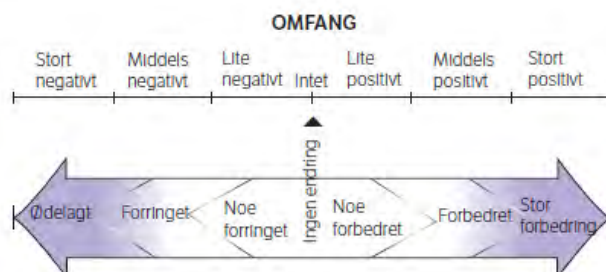 OMFANG
Stort negativt Middels negativt Lite negativt Intet Lite positivt Middels positivt Stort positivt
Ingen endring
Ødelagt Forringet Noe forringet Noe forbedret Forbedret Stor forbedring